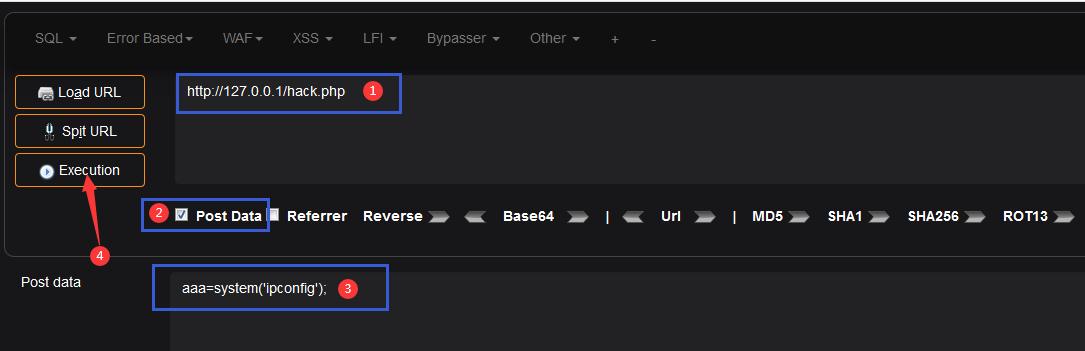 SQL Error Based WAF XSS LFI Bypasser Other + -
Load URL
http://127.0.0.1/hack.php 1
Spit URL
Execution
2 Post Data Referrer Reverse Base64 | Url | MD5 SHA1 SHA256 ROT13
4
Post data
aaa=system('ipconfig'); 3